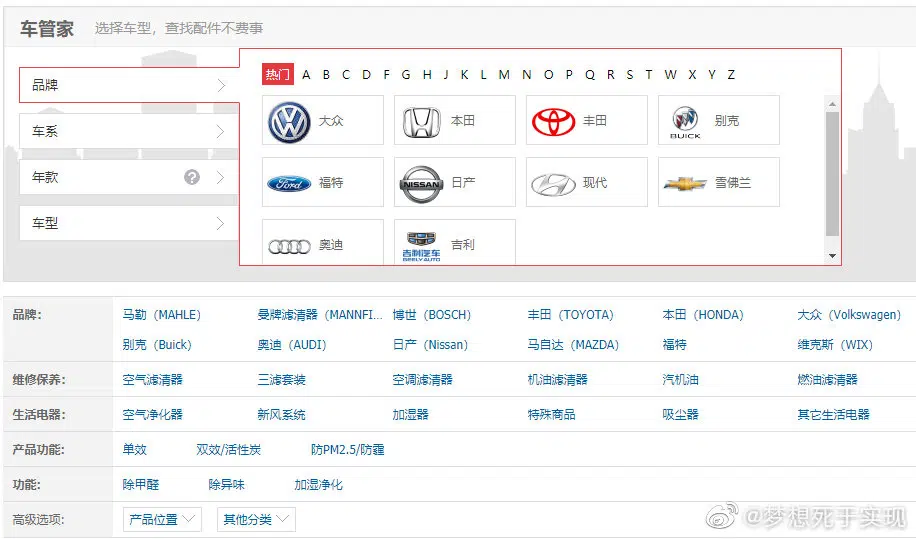 车管家 选择车型，查找配件不费事
热门 A B C D F G H J K L M N O P Q R S T W X Y Z
品牌
车系
年款 ?
车型
大众 本田 丰田 BUICK 别克
Ford 福特 NISSAN 日产 现代 雪佛兰
奥迪 吉利汽车 GEELY AUTO 吉利
品牌： 马勒（MAHLE） 曼牌滤清器（MANNFI... 博世（BOSCH） 丰田（TOYOTA） 本田（HONDA） 大众（Volkswagen）
别克（Buick） 奥迪（AUDI） 日产（Nissan） 马自达（MAZDA） 福特 维克斯（WIX）
维修保养： 空气滤清器 三滤套装 空调滤清器 机油滤清器 汽机油 燃油滤清器
生活电器： 空气净化器 新风系统 加湿器 特殊商品 吸尘器 其它生活电器
产品功能： 单效 双效/活性炭 防PM2.5/防霾
功能： 除甲醛 除异味 加湿净化
高级选项： 产品位置 其他分类
@梦想死于实现